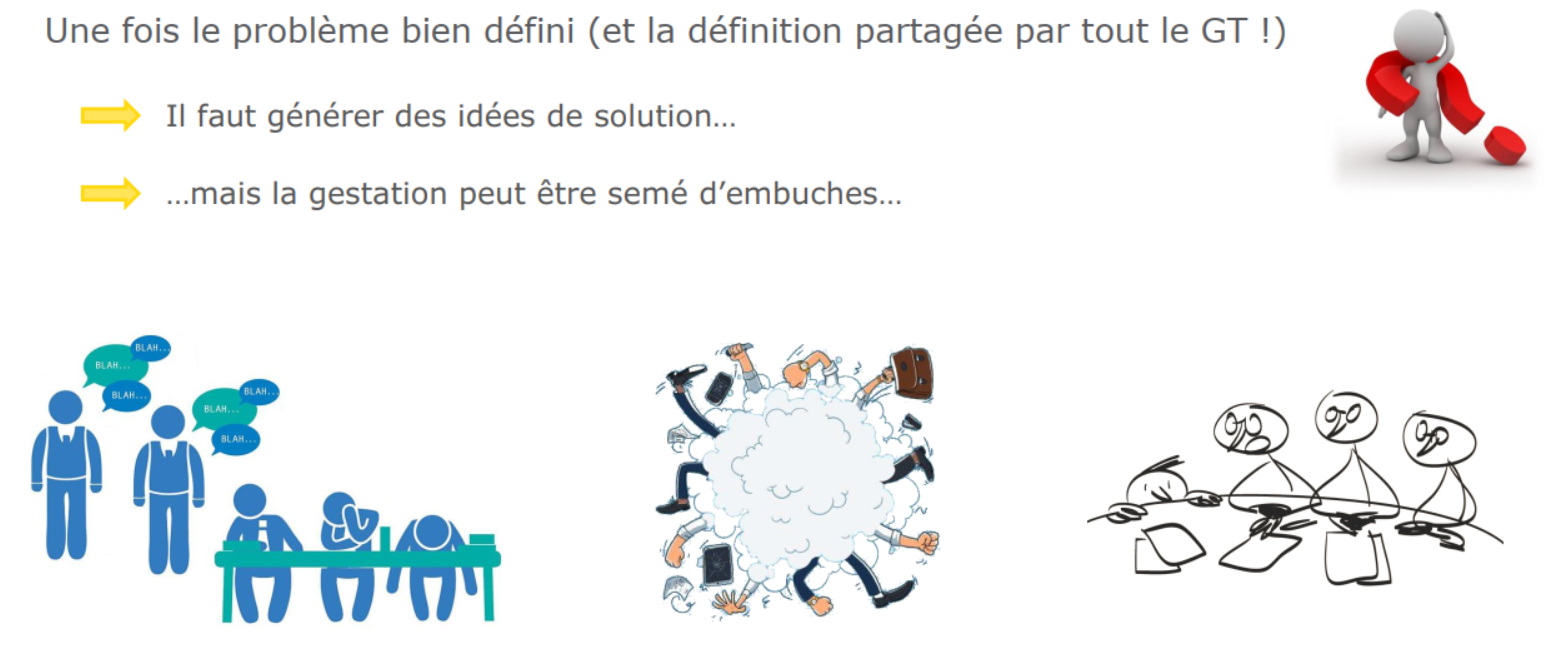 Une fois le problème bien défini (et la définition partagée par tout le GT !)
Il faut générer des idées de solution…
…mais la gestation peut être semé d’embuches…
BLAH...
BLAH...
BLAH...
BLAH...
BLAH...
BLAH...